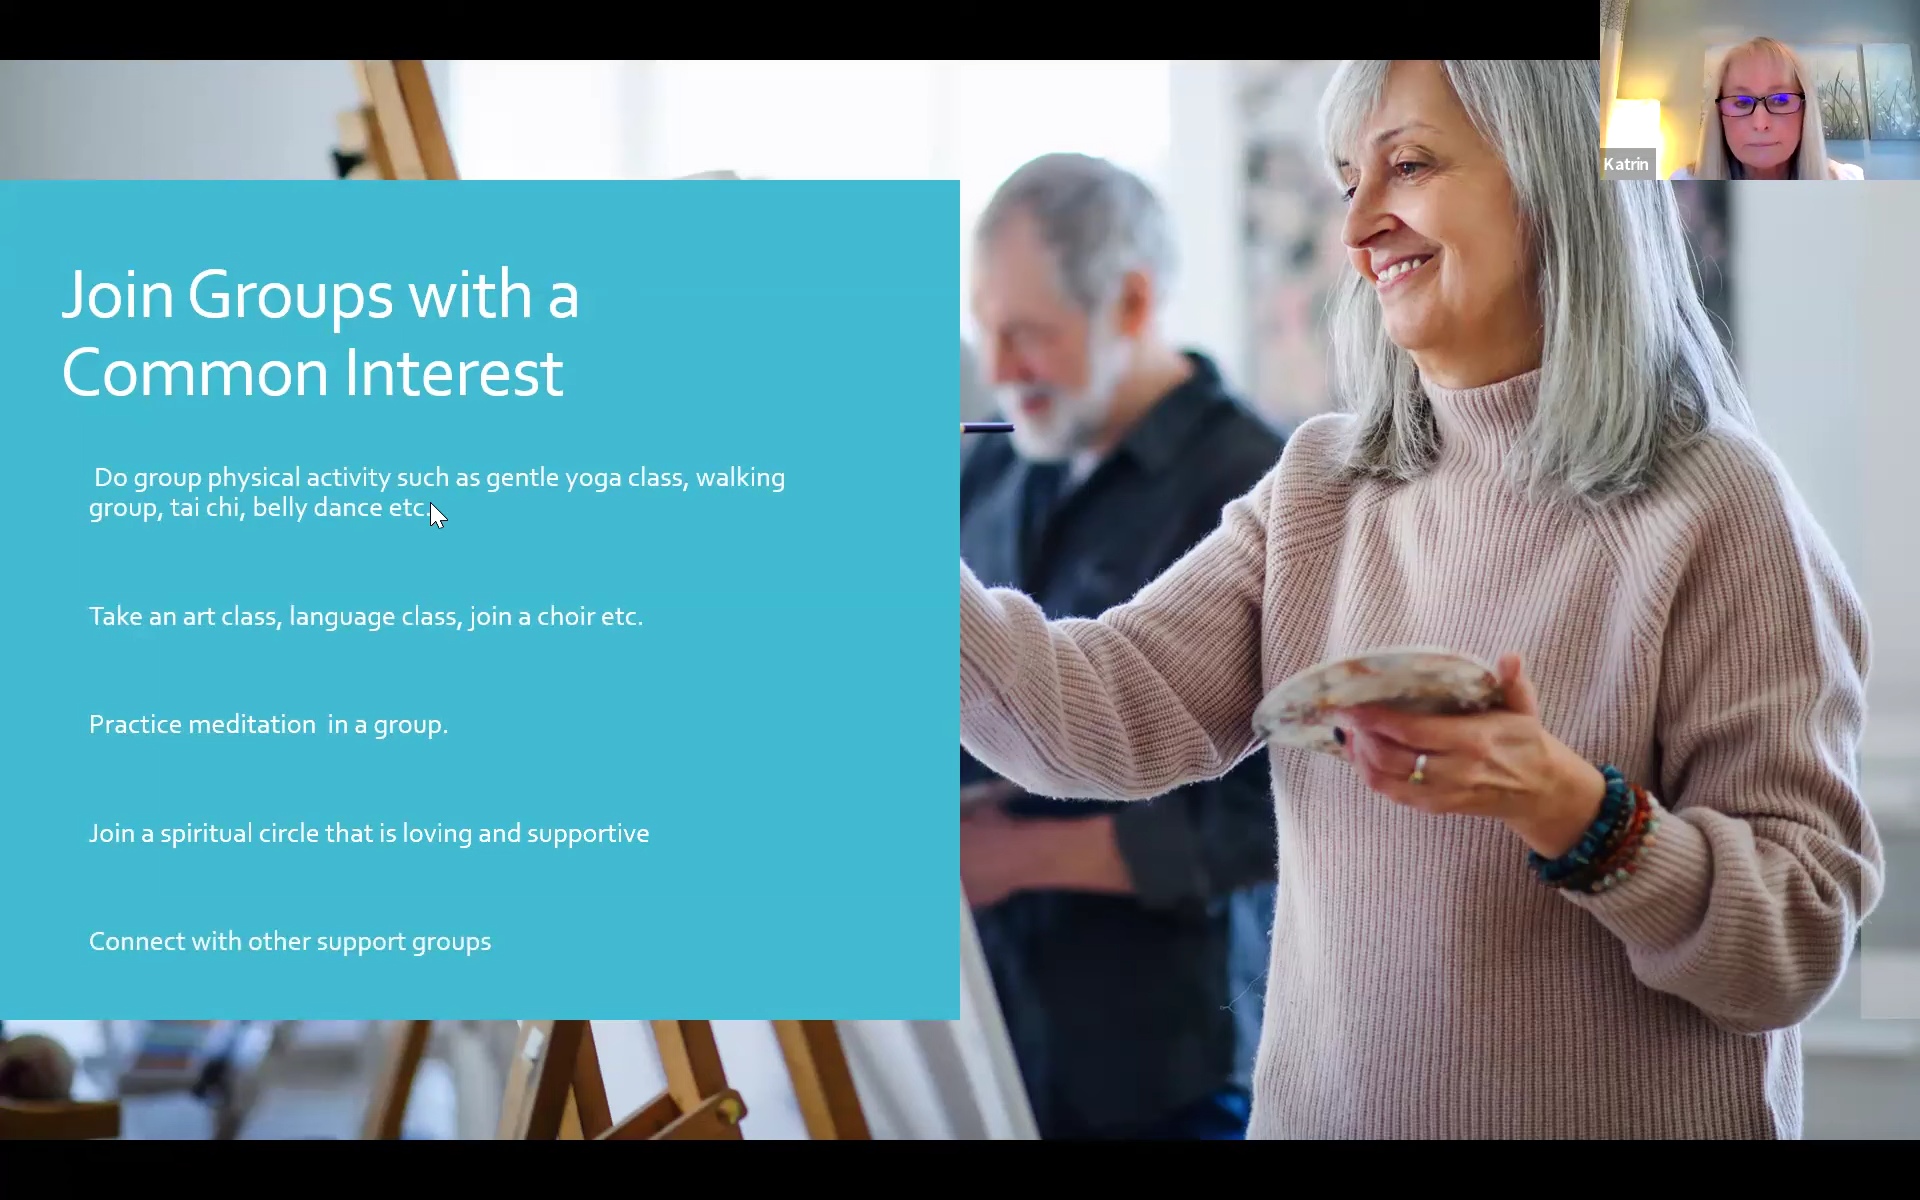 Katrin
Join Groups with a
Common Interest
Do group physical activity such as gentle yoga class, walking
group, tai chi, belly dance etc.
Take an art class, language class, join a choir etc.
Practice meditation  in a group.
Join a spiritual circle that is loving and supportive
Connect with other support groups